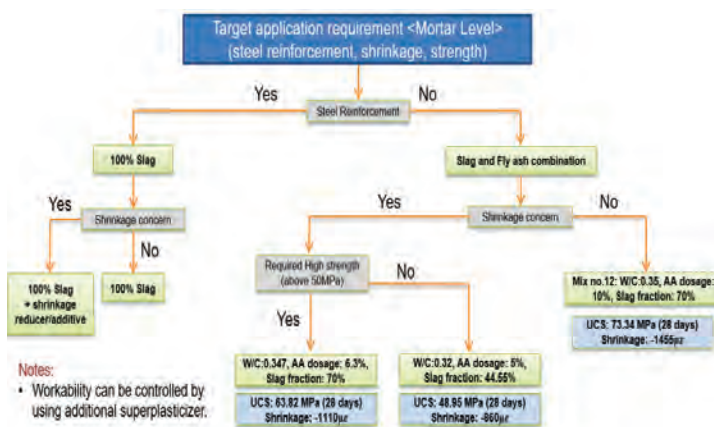 Target application requirement <Mortar Level>
(steel reinforcement, shrinkage, strength)
Yes
No
Steel Reinforcement
100% Slag
Slag and Fly ash combination
Yes
Shrinkage concern
No
Yes
Shrinkage concern
No
100% Slag
+ shrinkage
reducer/additive
100% Slag
Required High strength
(above 50MPa)
No
Yes
Mix no.12: W/C:0.35, AA dosage:
10%, Slag fraction: 70%
UCS: 73.34 MPa (28 days)
Shrinkage: -1455με
W/C:0.347, AA dosage: 6.3%,
Slag fraction: 70%
UCS: 63.82 MPa (28 days)
Shrinkage: -1110με
W/C:0.32, AA dosage: 5%,
Slag fraction: 44.55%
UCS: 48.95 MPa (28 days)
Shrinkage: -860με
Notes:
• Workability can be controlled by
using additional superplasticizer.